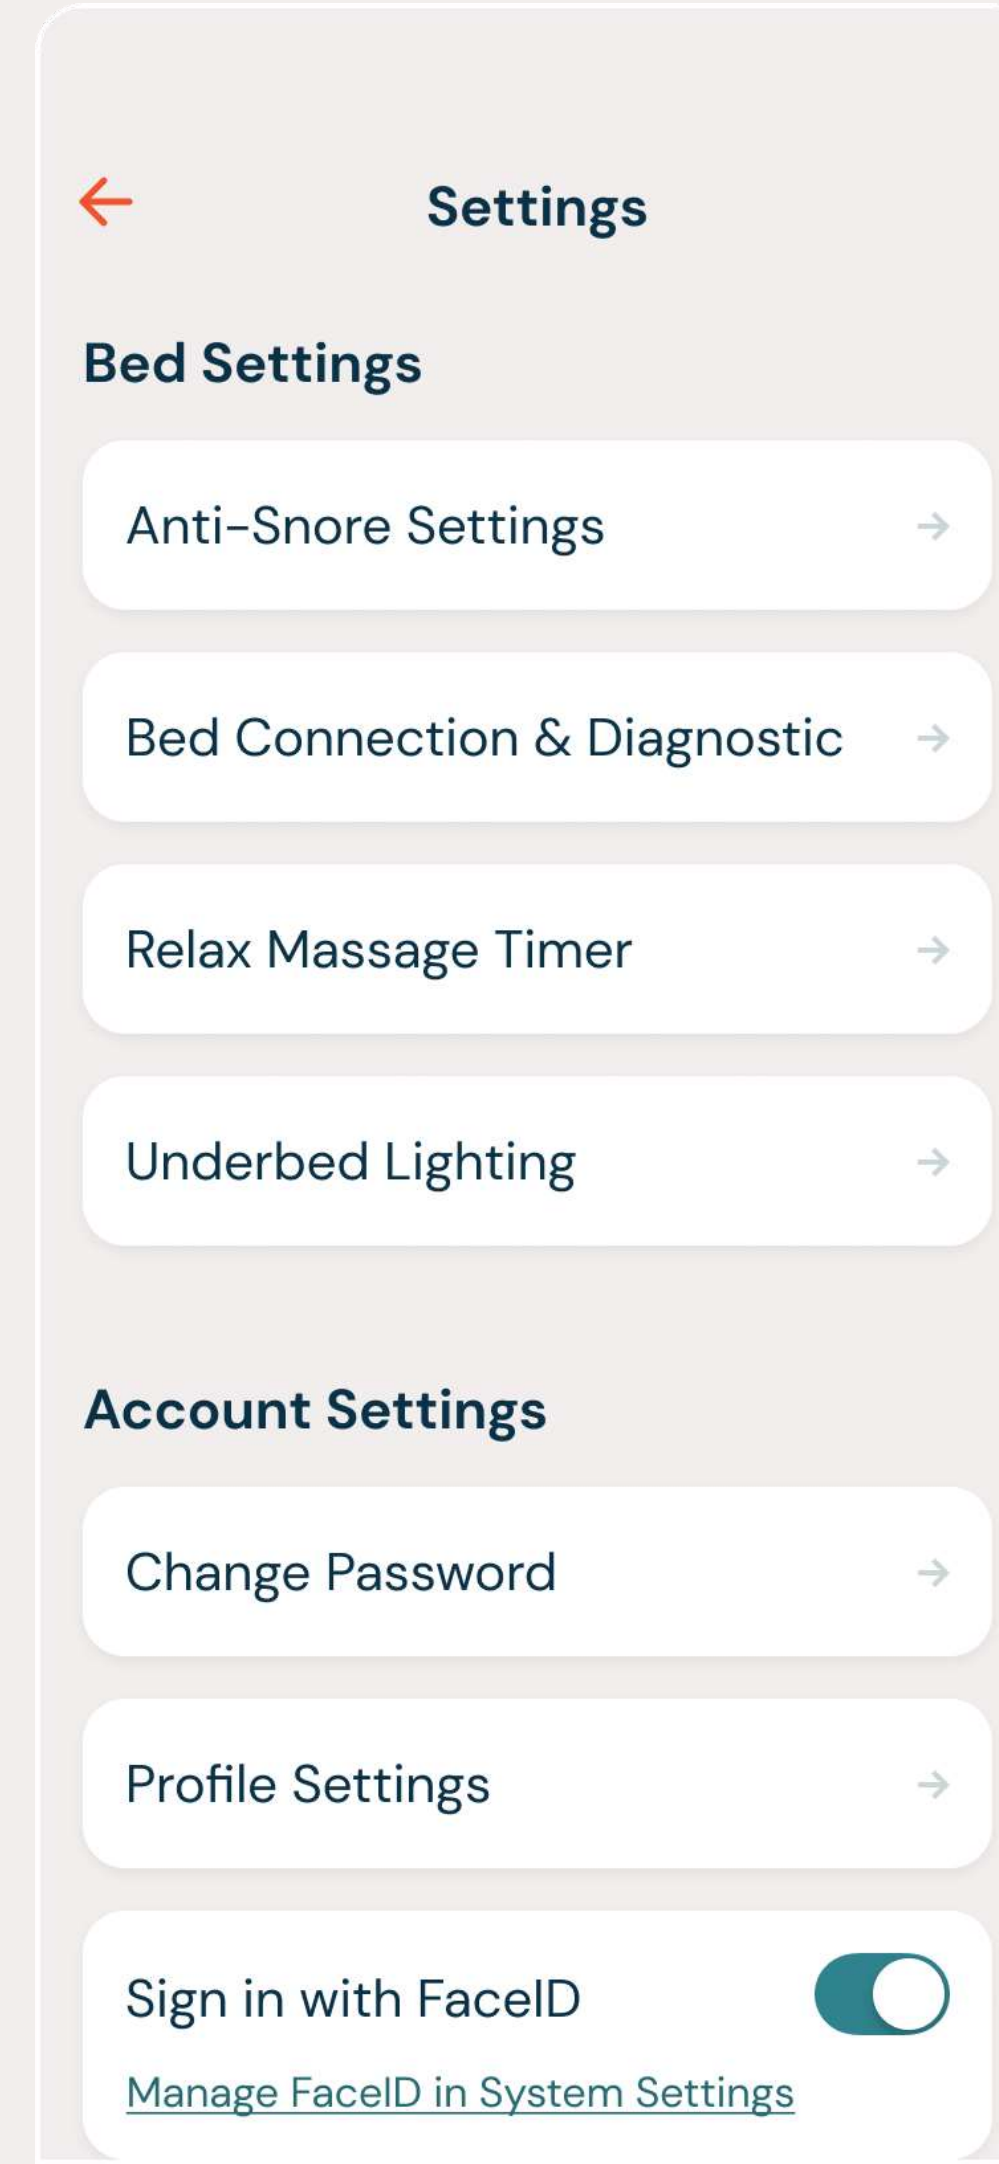 Settings
Bed Settings
Anti-Snore Settings
Bed Connection & Diagnostic
Relax Massage Timer
Underbed Lighting
Account Settings
Change Password
Profile Settings
Sign in with FaceID
Manage FaceID in System Settings